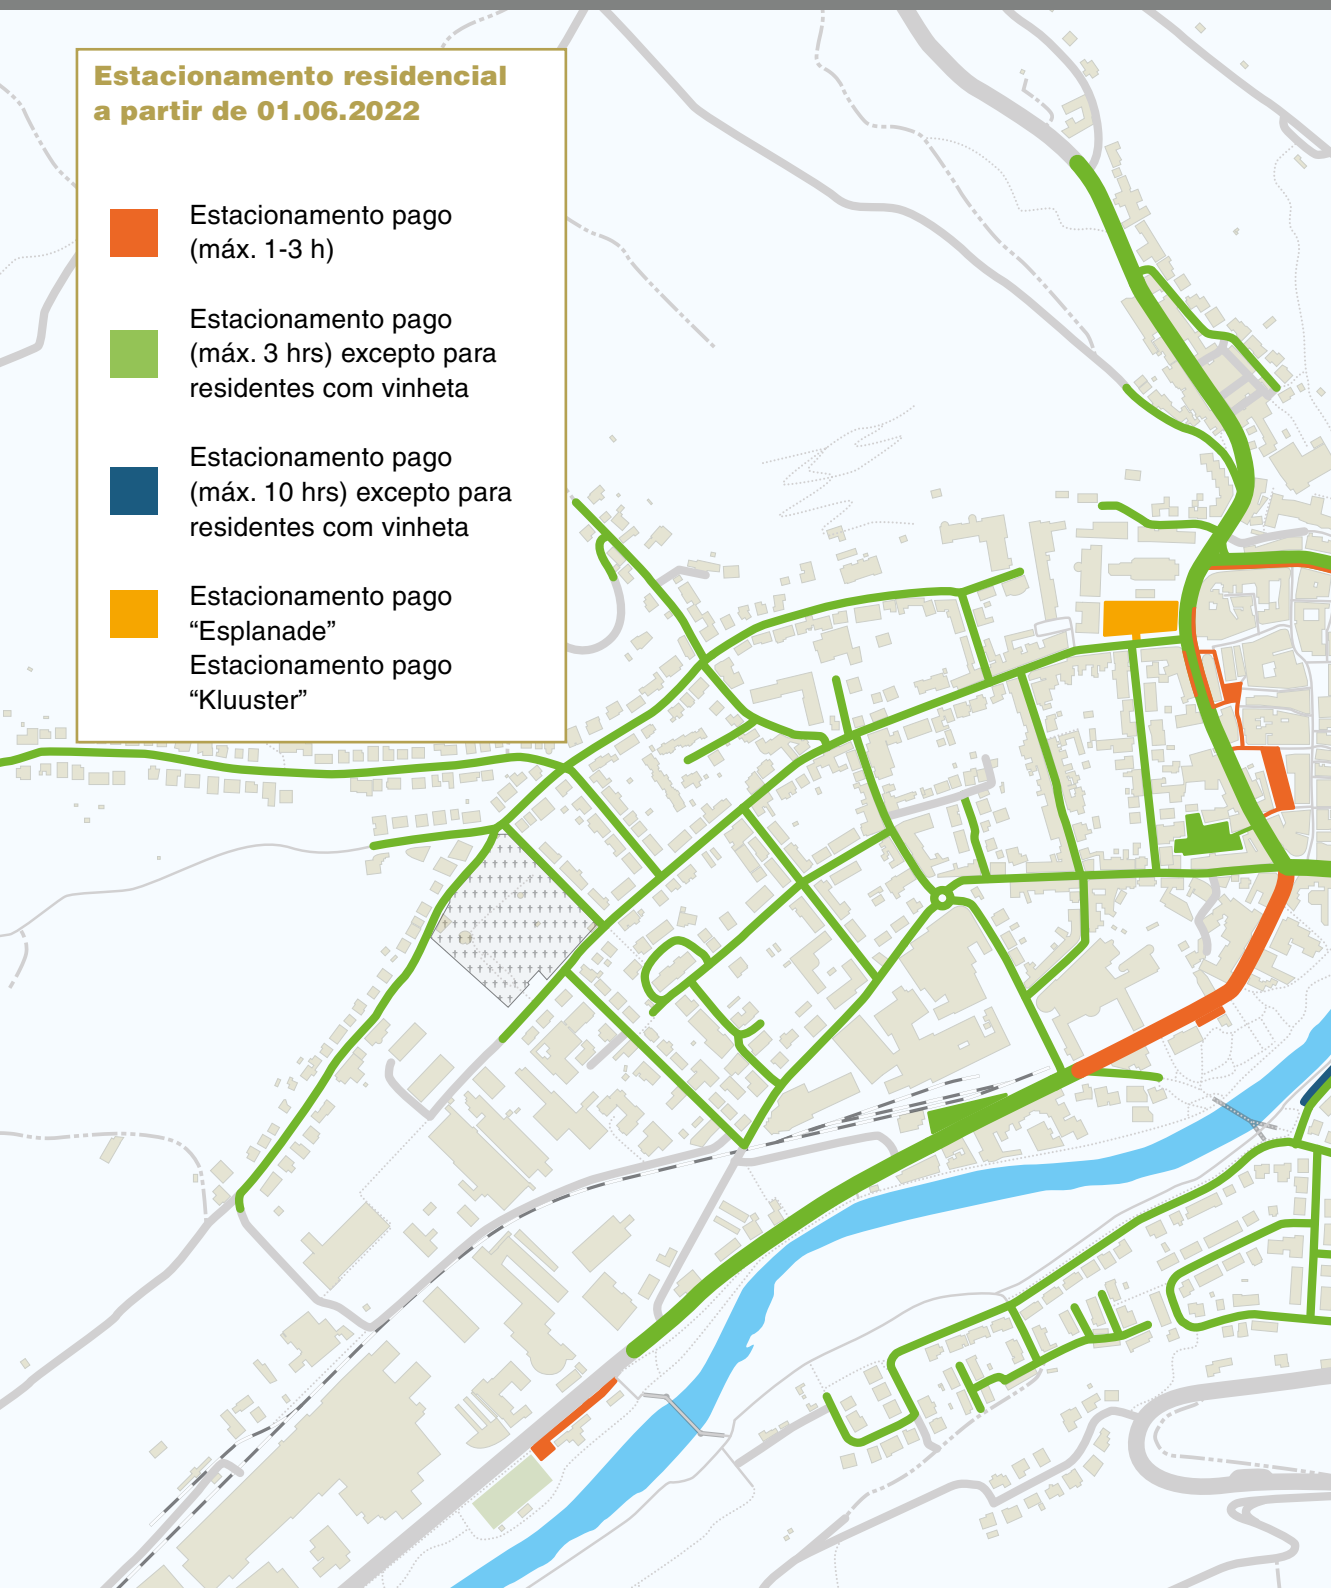 Estacionamento residencial
a partir de 01.06.2022
Estacionamento pago
(máx. 1-3 h)
Estacionamento pago
(máx. 3 hrs) excepto para
residentes com vinheta
Estacionamento pago
(máx. 10 hrs) excepto para
residentes com vinheta
Estacionamento pago
“Esplanade”
Estacionamento pago
“Kluuster”